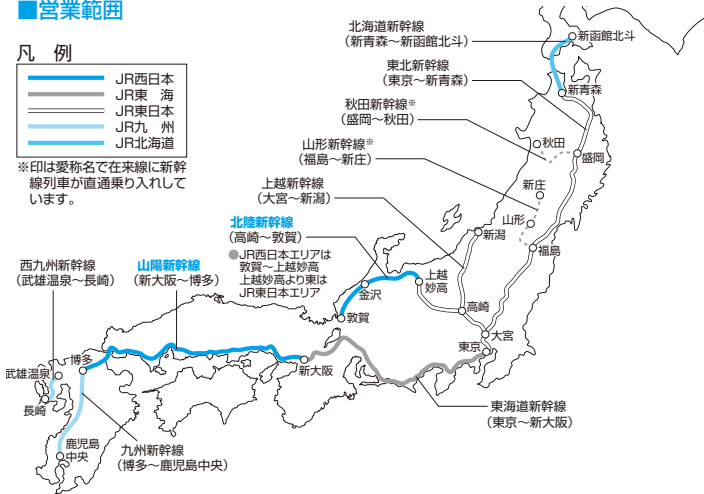 ■営業範囲
凡 例
JR西日本
JR東 海
JR東日本
JR九 州
JR北海道
※印は愛称名で在来線に新幹
線列車が直通乗り入れして
います。
北海道新幹線
(新青森~新函館北斗)
新函館北斗
東北新幹線
(東京~新青森)
新青森
秋田新幹線※
(盛岡~秋田)
秋田
盛岡
山形新幹線※
(福島~新庄)
新庄
山形
上越新幹線
(大宮~新潟)
新潟
福島
北陸新幹線
(高崎~敦賀)
●JR西日本エリアは
敦賀~上越妙高
上越妙高より東は
JR東日本エリア
上越
妙高
金沢
敦賀
高崎
大宮
東京
西九州新幹線
(武雄温泉~長崎)
山陽新幹線
(新大阪~博多)
博多
新大阪
武雄温泉
長崎
東海道新幹線
(東京~新大阪)
鹿児島
中央
九州新幹線
(博多~鹿児島中央)